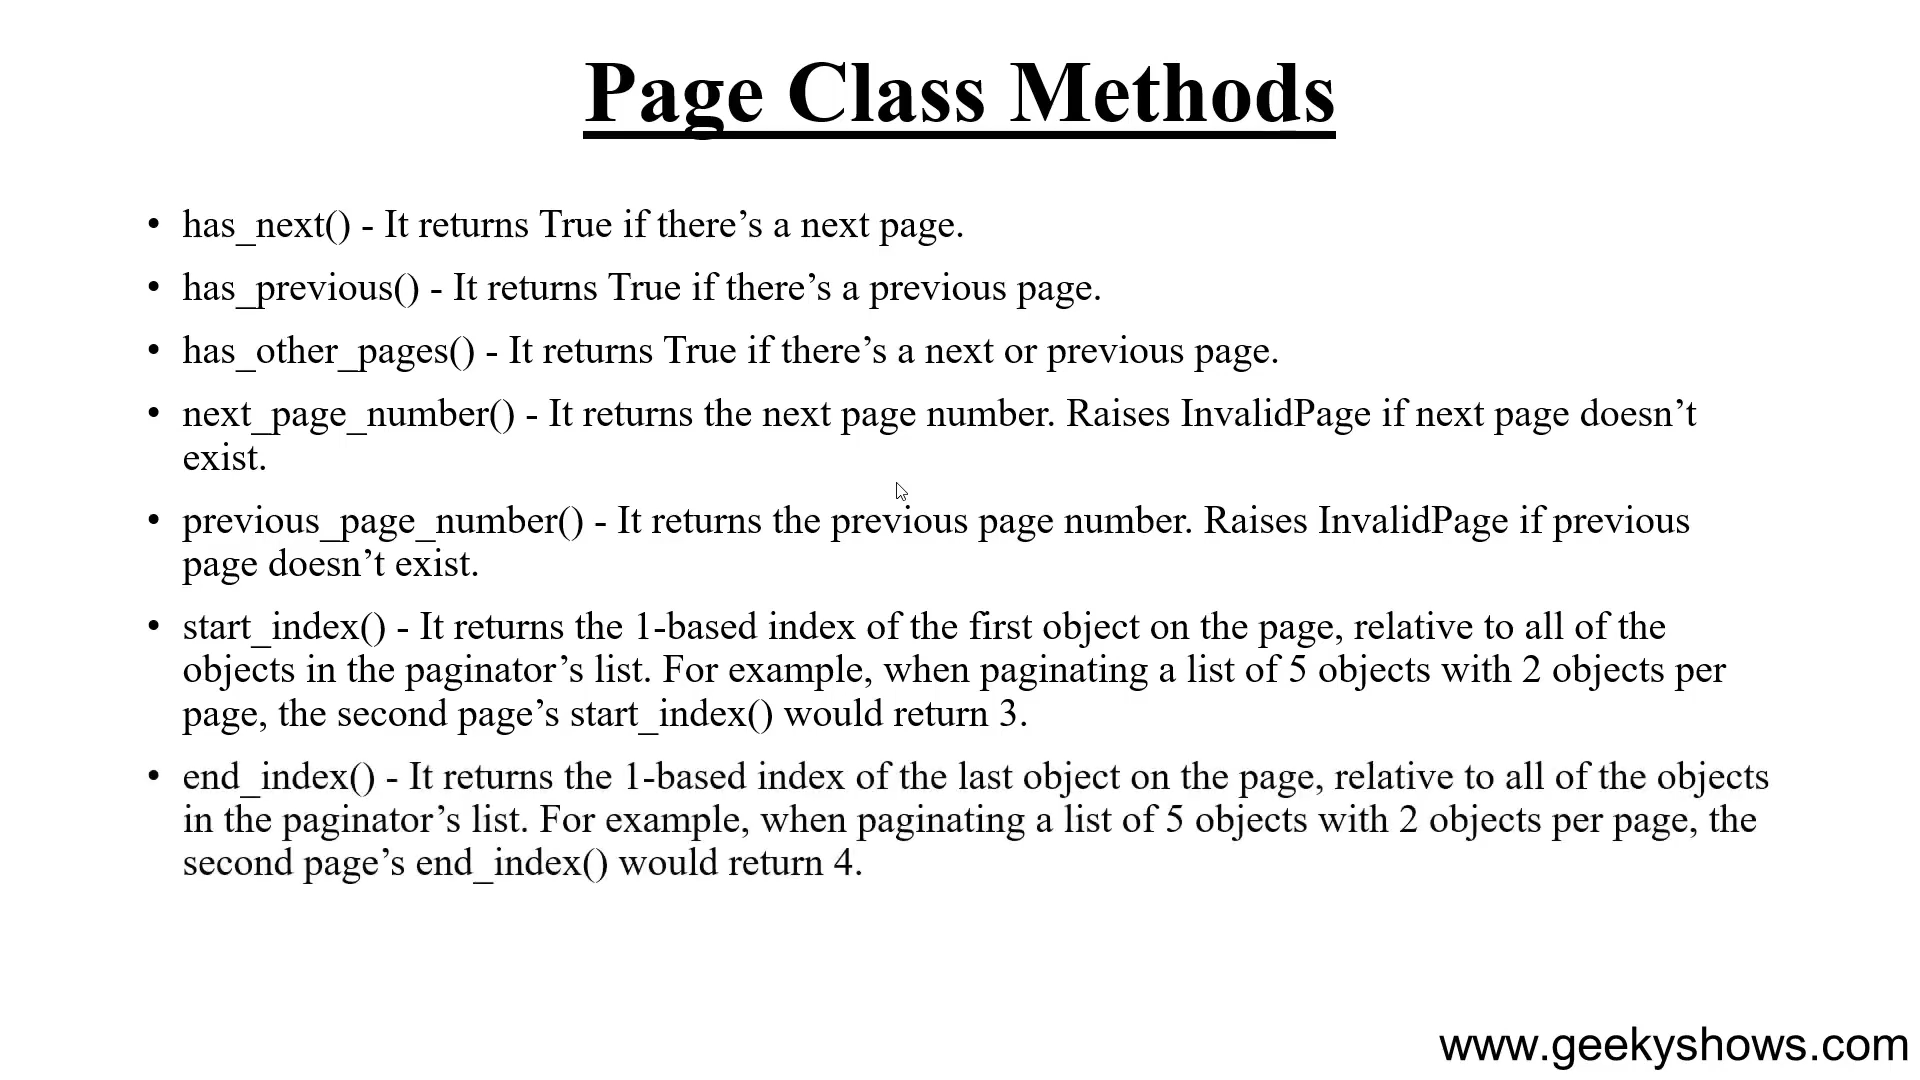 Page Class Methods
• has_next() - It returns True if there’s a next page.
• has_previous() - It returns True if there’s a previous page.
• has_other_pages() - It returns True if there’s a next or previous page.
• next_page_number() - It returns the next page number. Raises InvalidPage if next page doesn’t
exist.
• previous_page_number() - It returns the previous page number. Raises InvalidPage if previous
page doesn’t exist.
• start_index() - It returns the 1-based index of the first object on the page, relative to all of the
objects in the paginator’s list. For example, when paginating a list of 5 objects with 2 objects per
page, the second page’s start_index() would return 3.
• end_index() - It returns the 1-based index of the last object on the page, relative to all of the objects
in the paginator’s list. For example, when paginating a list of 5 objects with 2 objects per page, the
second page’s end_index() would return 4.
www.geekyshows.com